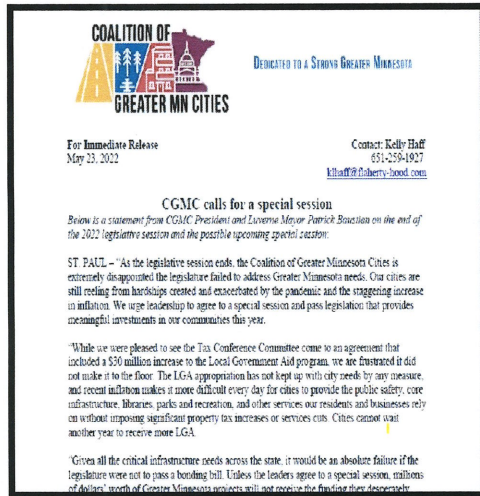 COALITION OF
GREATER MN CITIES
DEDICATED TO A STRONG GREATER MINNESOTA
For Immediate Release
May 23, 2022
Contact: Kelly Haff
651-259-1927
klhaff@flaherty-hood.com
CGMC calls for a special session
Below is a statement from CGMC President and Luverne Mayor Patrick Baustian on the end of
the 2022 legislative session and the possible upcoming special session:
ST. PAUL – “As the legislative session ends, the Coalition of Greater Minnesota Cities is
extremely disappointed the legislature failed to address Greater Minnesota needs. Our cities are
still reeling from hardships created and exacerbated by the pandemic and the staggering increase
in inflation. We urge leadership to agree to a special session and pass legislation that provides
meaningful investments in our communities this year.
“While we were pleased to see the Tax Conference Committee come to an agreement that
included a $30 million increase to the Local Government Aid program, we are frustrated it did
not make it to the floor. The LGA appropriation has not kept up with city needs by any measure,
and recent inflation makes it more difficult every day for cities to provide the public safety, core
infrastructure, libraries, parks and recreation, and other services our residents and businesses rely
on without imposing significant property tax increases or services cuts. Cities cannot wait
another year to receive more LGA.
“Given all the critical infrastructure needs across the state, it would be an absolute failure if the
legislature were not to pass a bonding bill. Unless the leaders agree to a special session, millions
of dollars’ worth of Greater Minnesota projects will not receive the funding they desperately